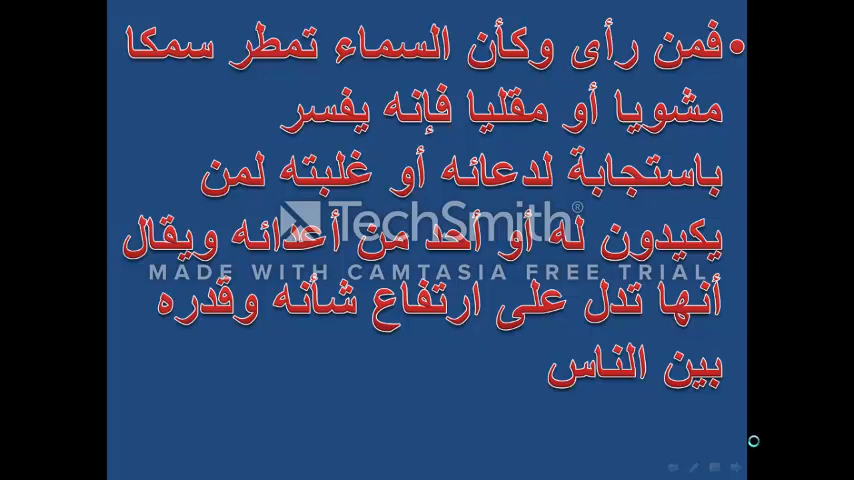 • فمن رأى وكأن السماء تمطر سمكا
مشويا أو مقليا فإنه يفسر
باستجابة لدعائه أو غلبته لمن
يكيدون له أو أحد من أعدائه ويقال
TechSmith®
MADE WITH CAMTASIA FREE TRIAL
أنها تدل على ارتفاع شأنه وقدره
بين الناس